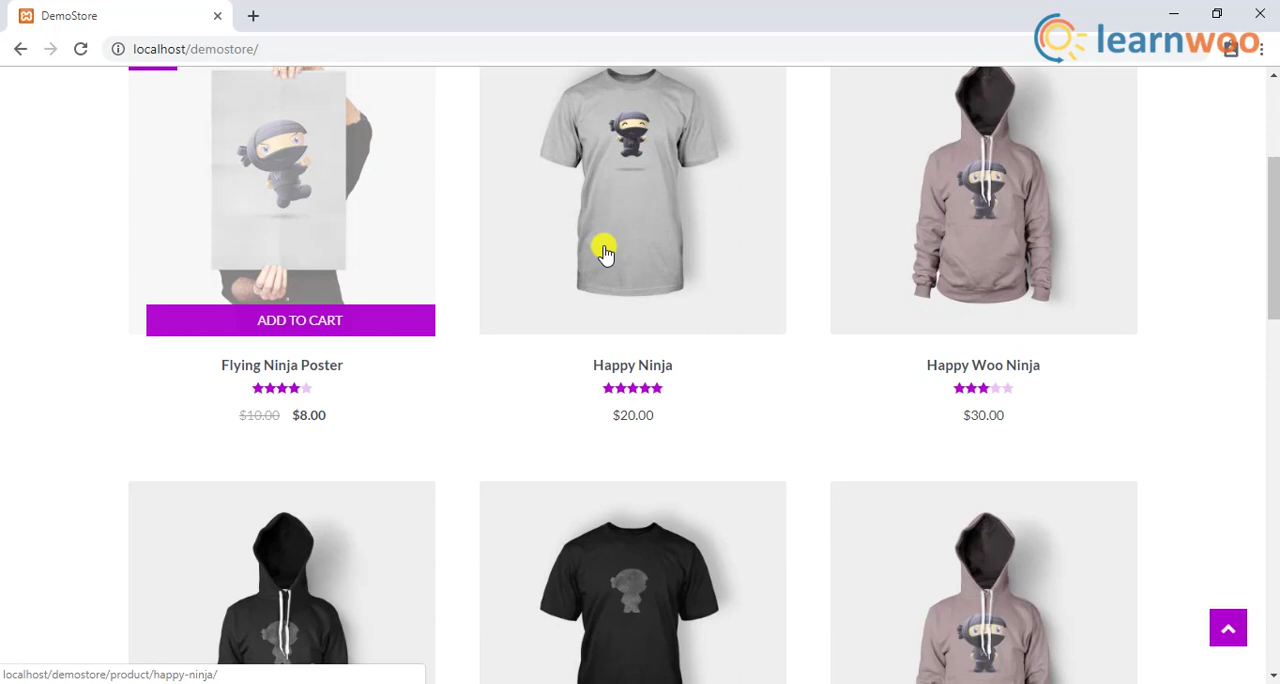 DemoStore
localhost/demostore/
learnwoo
ADD TO CART
Flying Ninja Poster
$10.00 $8.00
Happy Ninja
$20.00
Happy Woo Ninja
$30.00
localhost/demostore/product/happy-ninja/